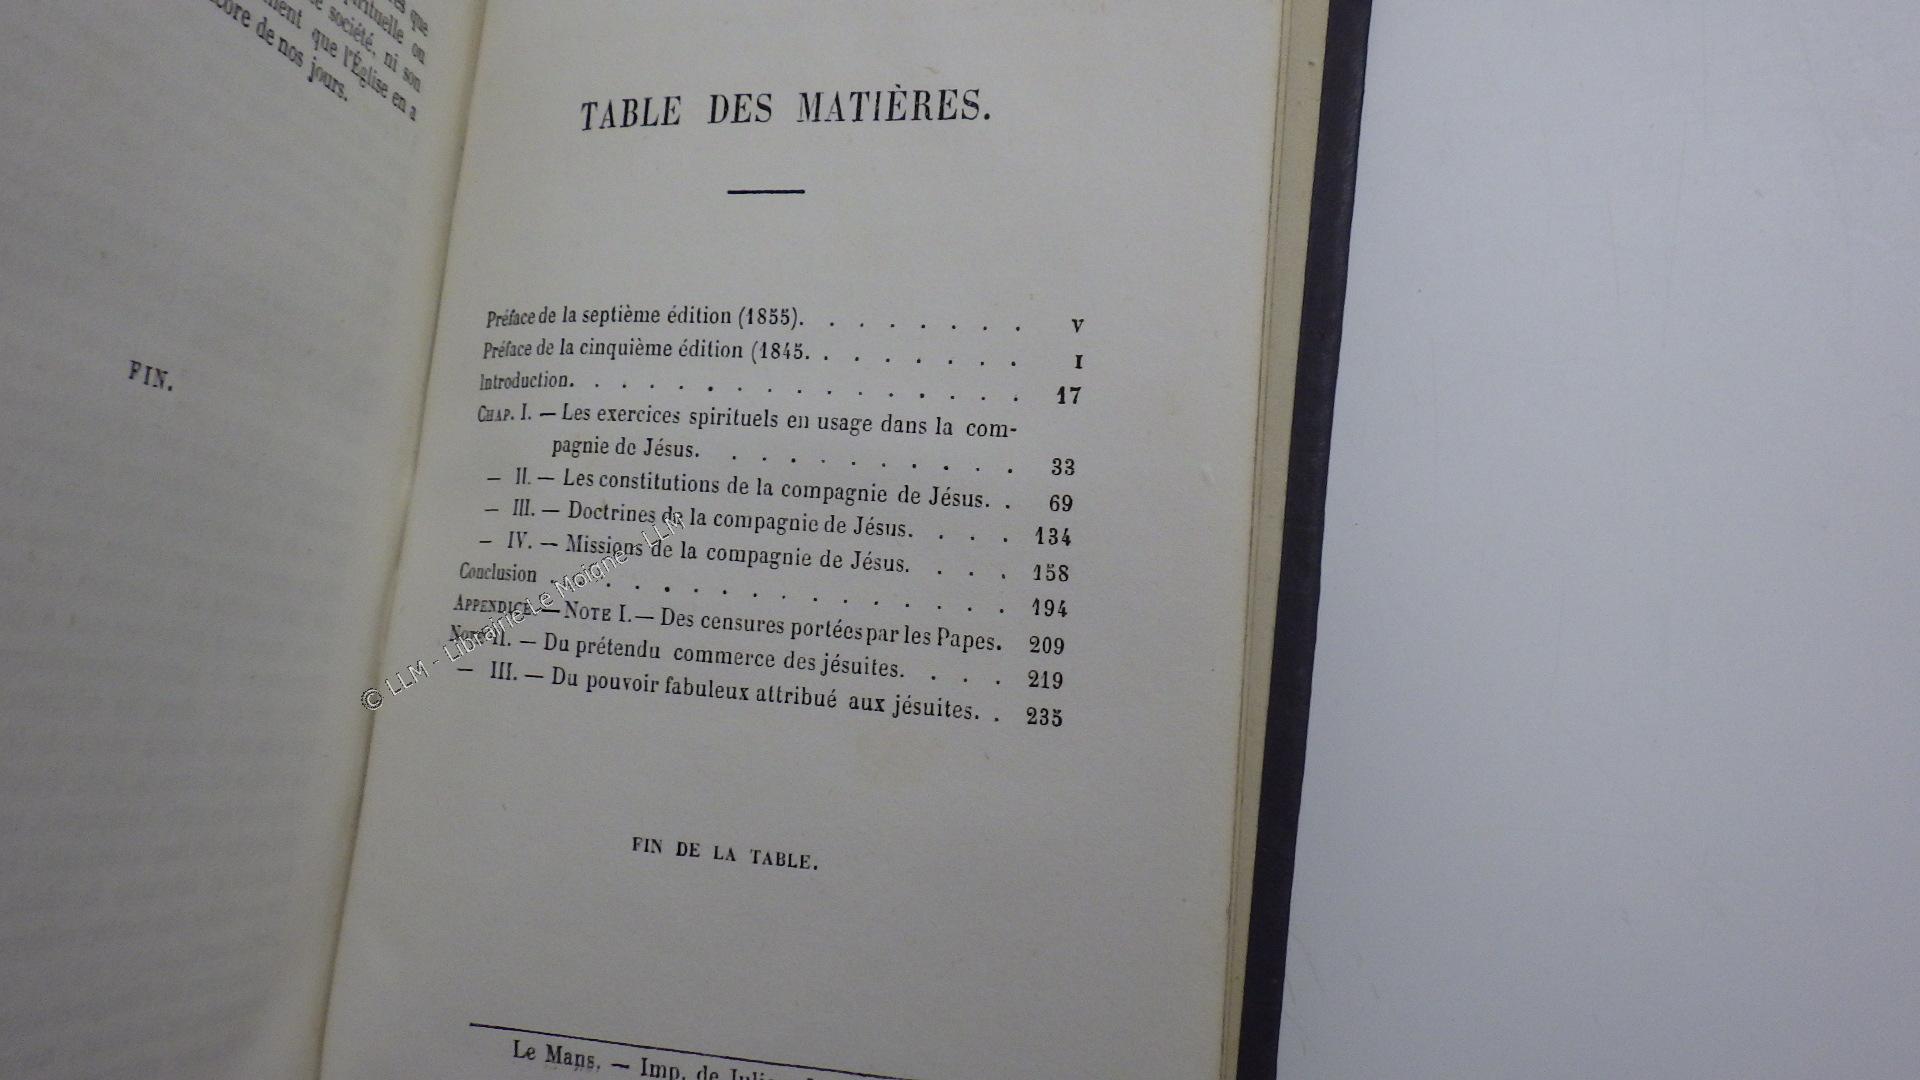 que
spirituelle ou
société, ni son
que l'Église en a
encore de nos jours.
FIN.
TABLE DES MATIÈRES.
Préface de la septième édition (1855). . . . . . . . V
Préface de la cinquième édition (1845. . . . . . . . I
Introduction. . . . . . . . . . . . . . . 17
CHAP. I. — Les exercices spirituels en usage dans la com-
pagnie de Jésus. . . . . . . . . . . 33
— II. — Les constitutions de la compagnie de Jésus. . 69
— III. — Doctrines de la compagnie de Jésus. . . . 134
— IV. — Missions de la compagnie de Jésus. . . . 158
Conclusion . . . . . . . . . . . . . . 194
APPENDICE. — NOTE I. — Des censures portées par les Papes. 209
NOTE II. — Du prétendu commerce des jésuites. . . . 219
— III. — Du pouvoir fabuleux attribué aux jésuites. . 235
FIN DE LA TABLE.
Le Mans. — Imp. de
© LLM - Librairie Le Moigne - LLM